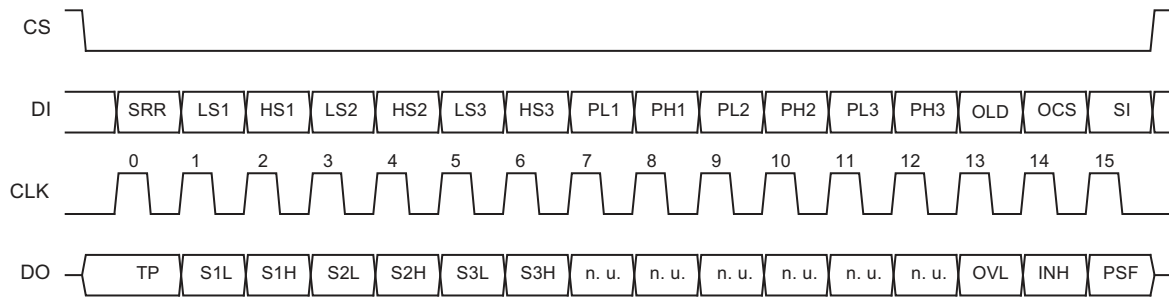 CS
DI SRR LS1 HS1 LS2 HS2 LS3 HS3 PL1 PH1 PL2 PH2 PL3 PH3 OLD OCS SI
0 1 2 3 4 5 6 7 8 9 10 11 12 13 14 15
CLK
DO TP S1L S1H S2L S2H S3L S3H n. u. n. u. n. u. n. u. n. u. n. u. OVL INH PSF